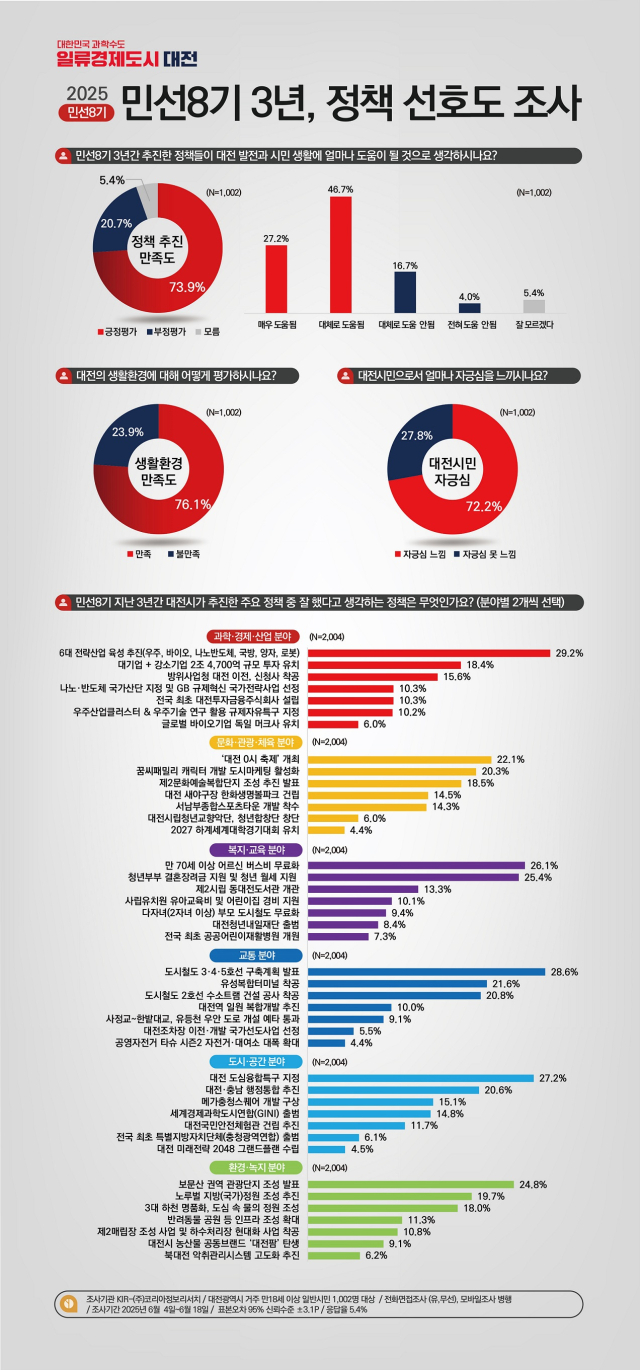 대한민국 과학수도
일류경제도시 대전
2025
민선8기
민선8기 3년, 정책 선호도 조사
민선8기 3년간 추진한 정책들이 대전 발전과 시민 생활에 얼마나 도움이 될 것으로 생각하시나요?
(N=1,002)
5.4%
20.7%
73.9%
정책 추진
만족도
긍정평가 부정평가 모름
(N=1,002)
27.2%
46.7%
16.7%
4.0%
5.4%
매우 도움됨 대체로 도움됨 대체로 도움 안됨 전혀 도움 안됨 잘 모르겠다
대전의 생활환경에 대해 어떻게 평가하시나요?
(N=1,002)
23.9%
76.1%
생활환경
만족도
만족 불만족
대전시민으로서 얼마나 자긍심을 느끼시나요?
(N=1,002)
27.8%
72.2%
대전시민
자긍심
자긍심 느낌 자긍심 못 느낌
민선8기 지난 3년간 대전시가 추진한 주요 정책 중 잘 했다고 생각하는 정책은 무엇인가요? (분야별 2개씩 선택)
과학·경제·산업 분야 (N=2,004)
6대 전략산업 육성 추진(우주, 바이오, 나노반도체, 국방, 양자, 로봇) 29.2%
대기업 + 강소기업 2조 4,700억 규모 투자 유치 18.4%
방위사업청 대전 이전, 신청사 착공 15.6%
나노·반도체 국가산단 지정 및 GB 규제혁신 국가전략사업 선정 10.3%
전국 최초 대전투자금융주식회사 설립 10.3%
우주산업클러스터 & 우주기술 연구 활용 규제자유특구 지정 10.2%
글로벌 바이오기업 독일 머크사 유치 6.0%
문화·관광·체육 분야 (N=2,004)
‘대전 0시 축제’ 개최 22.1%
꿈씨패밀리 캐릭터 개발 도시마케팅 활성화 20.3%
제2문화예술복합단지 조성 추진 발표 18.5%
대전 새야구장 한화생명볼파크 건립 14.5%
서남부종합스포츠타운 개발 착수 14.3%
대전시립청년교향악단, 청년합창단 창단 6.0%
2027 하계세계대학경기대회 유치 4.4%
복지·교육 분야 (N=2,004)
만 70세 이상 어르신 버스비 무료화 26.1%
청년부부 결혼장려금 지원 및 청년 월세 지원 25.4%
제2시립 동대전도서관 개관 13.3%
사립유치원 유아교육비 및 어린이집 경비 지원 10.1%
다자녀(2자녀 이상) 부모 도시철도 무료화 9.4%
대전청년내일재단 출범 8.4%
전국 최초 공공어린이재활병원 개원 7.3%
교통 분야 (N=2,004)
도시철도 3·4·5호선 구축계획 발표 28.6%
유성복합터미널 착공 21.6%
도시철도 2호선 수소트램 건설 공사 착공 20.8%
대전역 일원 복합개발 추진 10.0%
사정교~한밭대교, 유등천 우안 도로 개설 예타 통과 9.1%
대전조차장 이전·개발 국가선도사업 선정 5.5%
공영자전거 타슈 시즌2 자전거·대여소 대폭 확대 4.4%
도시·공간 분야 (N=2,004)
대전 도심융합특구 지정 27.2%
대전·충남 행정통합 추진 20.6%
메가충청스퀘어 개발 구상 15.1%
세계경제과학도시연합(GINI) 출범 14.8%
대전국민안전체험관 건립 추진 11.7%
전국 최초 특별지방자치단체(충청광역연합) 출범 6.1%
대전 미래전략 2048 그랜드플랜 수립 4.5%
환경·녹지 분야 (N=2,004)
보문산 권역 관광단지 조성 발표 24.8%
노루벌 지방(국가)정원 조성 추진 19.7%
3대 하천 명품화, 도심 속 물의 정원 조성 18.0%
반려동물 공원 등 인프라 조성 확대 11.3%
제2매립장 조성 사업 및 하수처리장 현대화 사업 착공 10.8%
대전시 농산물 공동브랜드 ‘대전팜’ 탄생 9.1%
북대전 악취관리시스템 고도화 추진 6.2%
조사기관 KIR-(주)코리아정보리서치 / 대전광역시 거주 만18세 이상 일반시민 1,002명 대상 / 전화면접조사 (유,무선), 모바일조사 병행
/ 조사기간 2025년 6월 4일~6월 18일 / 표본오차 95% 신뢰수준 ±3.1P / 응답율 5.4%